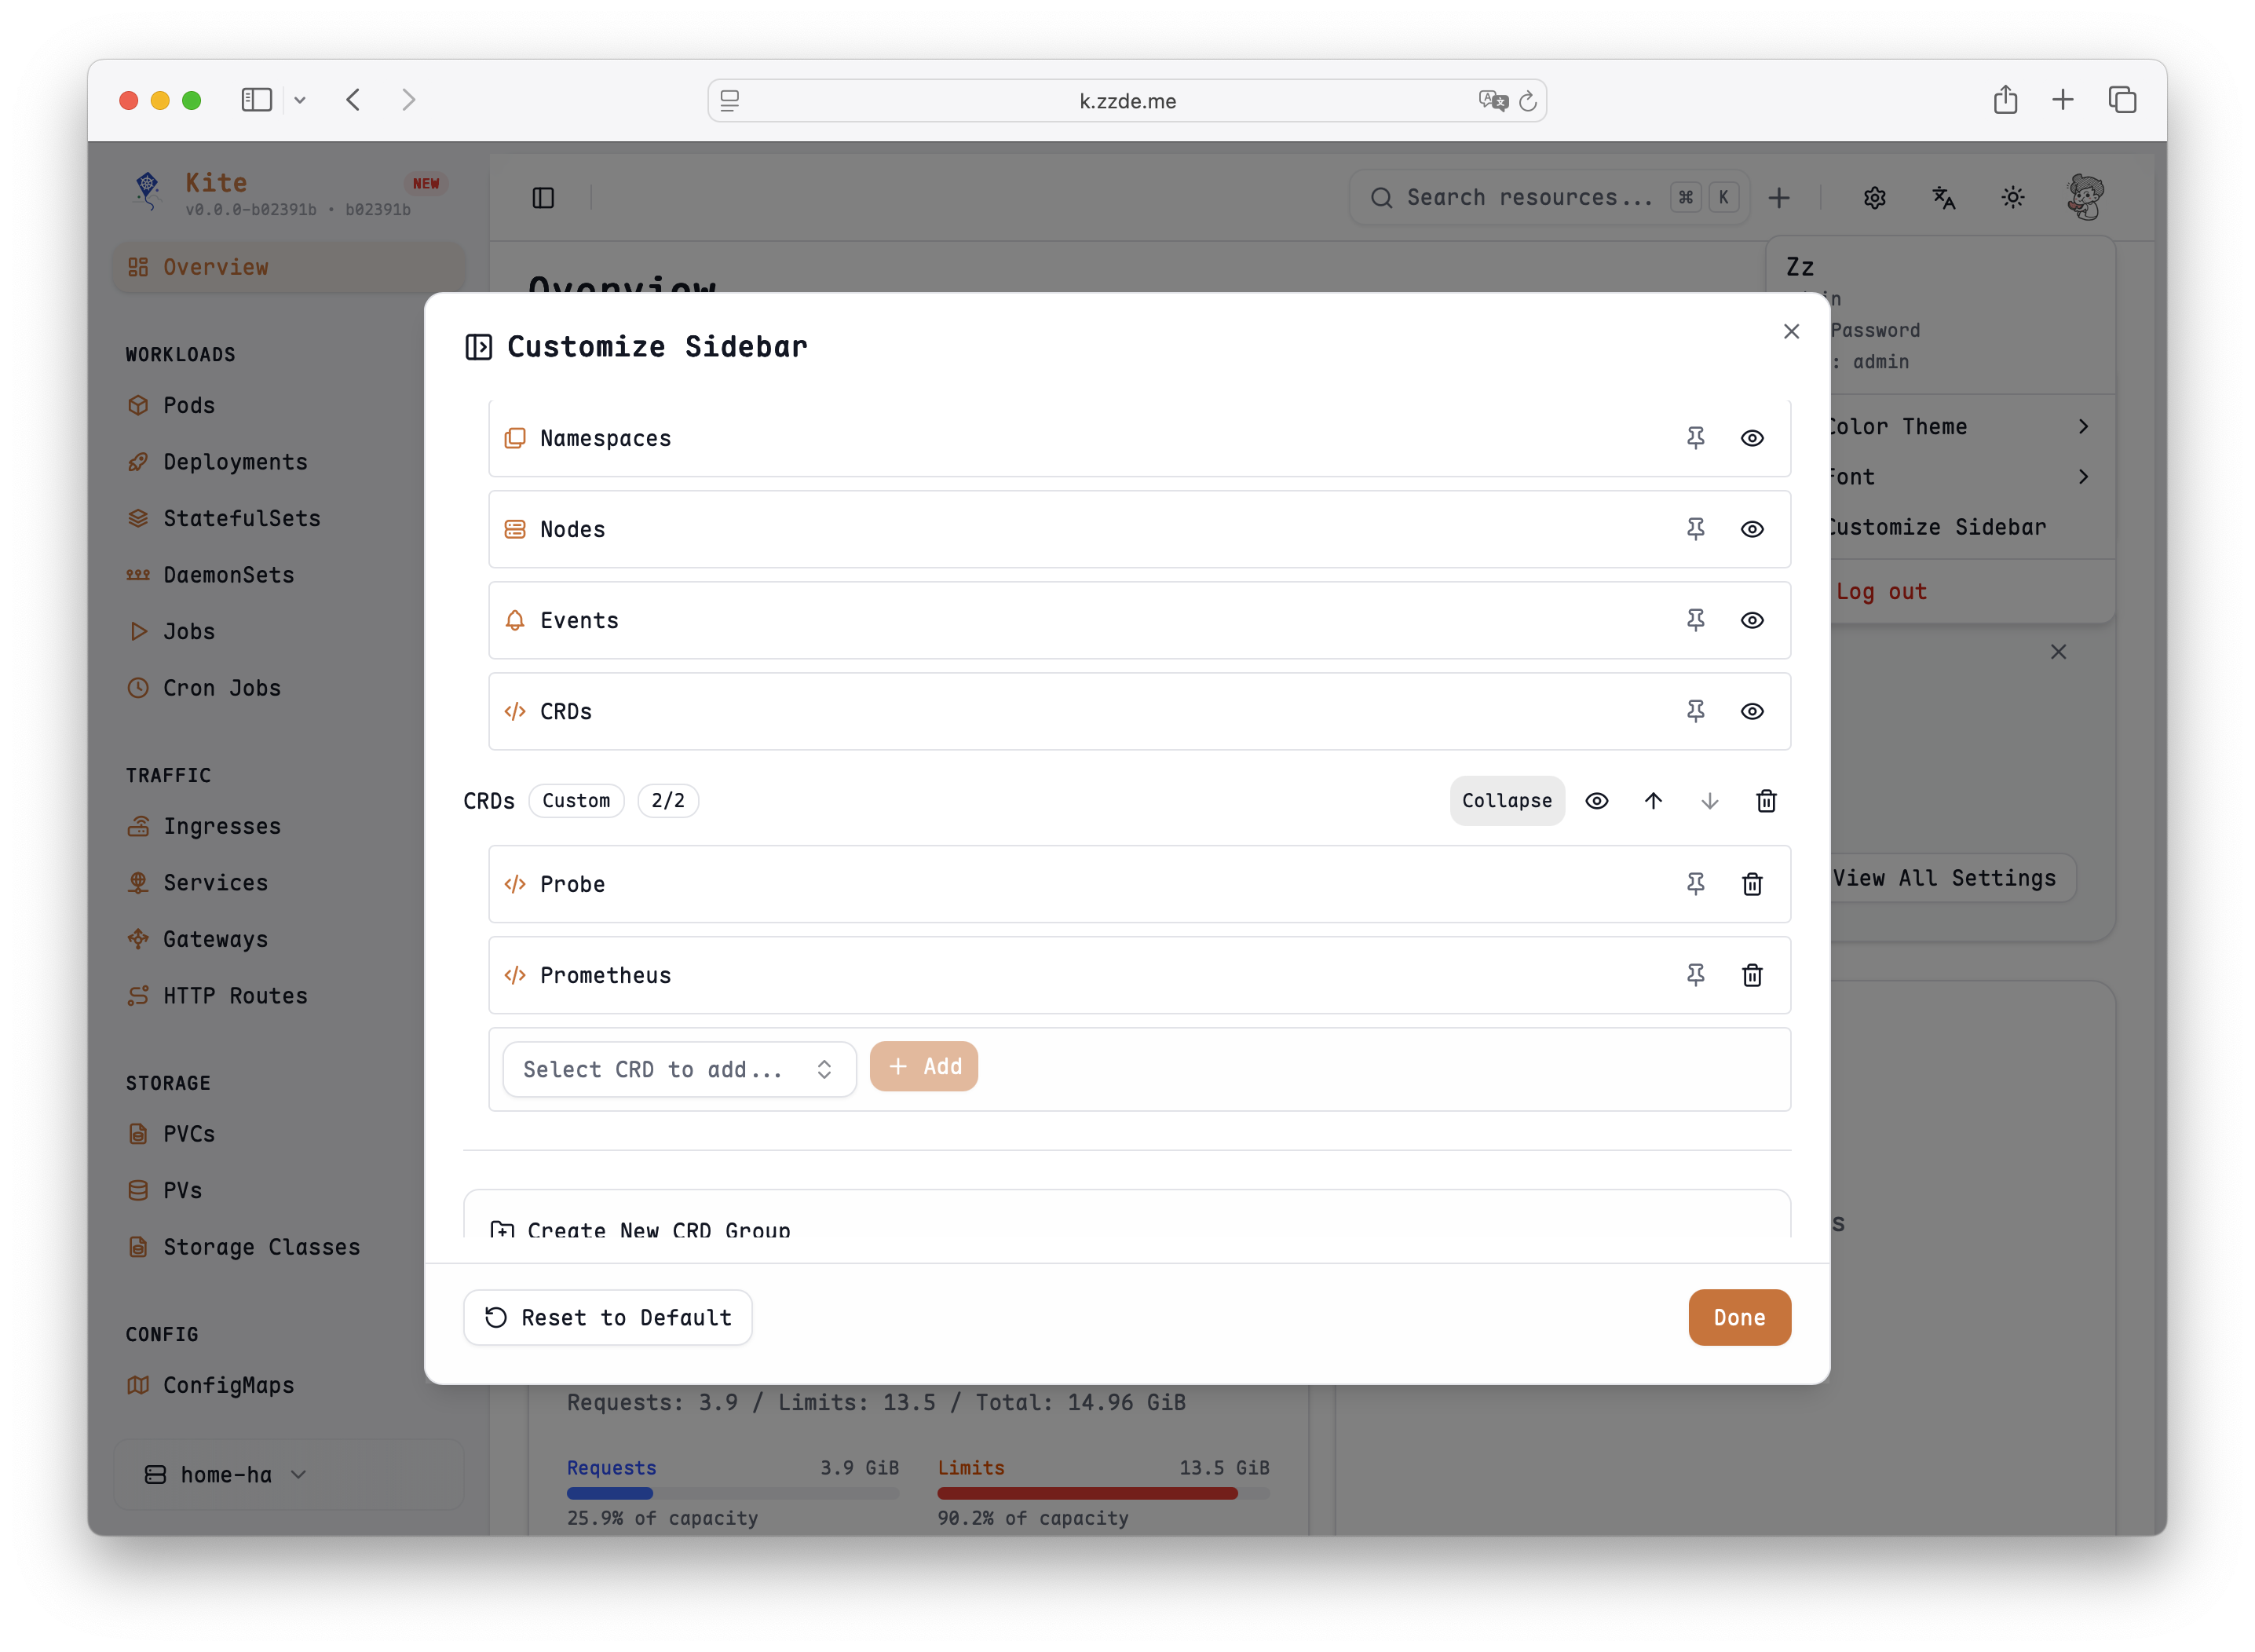 k.zzde.me
Kite
NEW
v0.0.0-b02391b • b02391b
Search resources... ⌘ K
Overview
Overview
Zz
Password
: admin
Color Theme
Font
Customize Sidebar
Log out
WORKLOADS
Pods
Deployments
StatefulSets
DaemonSets
Jobs
Cron Jobs
TRAFFIC
Ingresses
Services
Gateways
HTTP Routes
STORAGE
PVCs
PVs
Storage Classes
CONFIG
ConfigMaps
home-ha
Customize Sidebar
Namespaces
Nodes
Events
CRDs
CRDs Custom 2/2 Collapse
Probe
Prometheus
Select CRD to add... + Add
Create New CRD Group
Reset to Default
Done
View All Settings
Requests: 3.9 / Limits: 13.5 / Total: 14.96 GiB
Requests 3.9 GiB
25.9% of capacity
Limits 13.5 GiB
90.2% of capacity